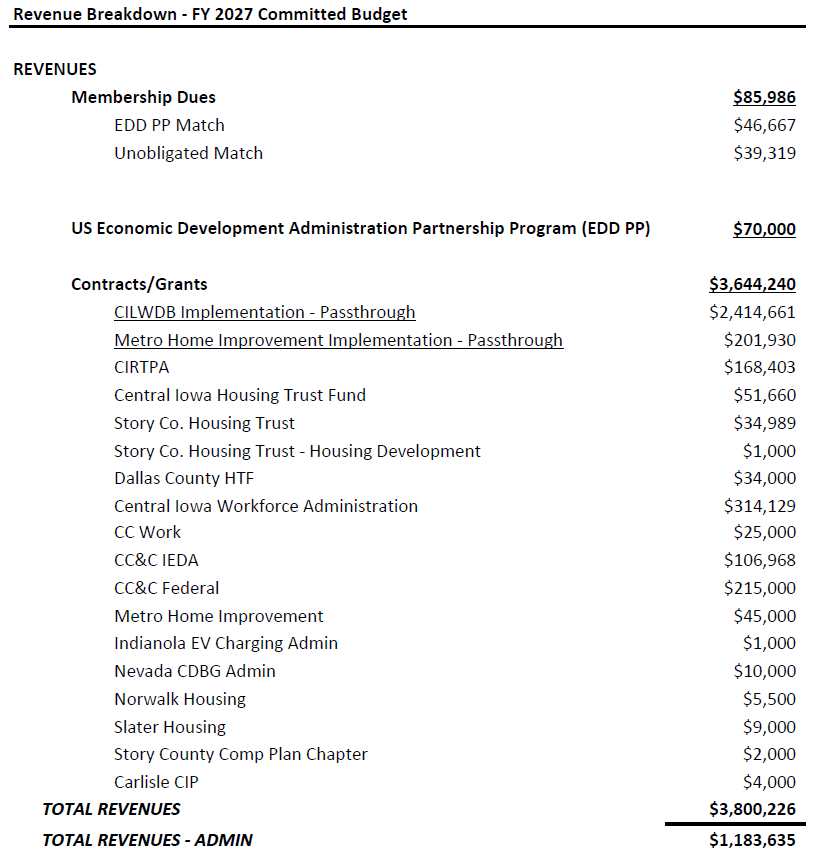 Revenue Breakdown - FY 2027 Committed Budget
REVENUES
Membership Dues $85,986
EDD PP Match $46,667
Unobligated Match $39,319
US Economic Development Administration Partnership Program (EDD PP) $70,000
Contracts/Grants $3,644,240
CILWDB Implementation - Passthrough $2,414,661
Metro Home Improvement Implementation - Passthrough $201,930
CIRTPA $168,403
Central Iowa Housing Trust Fund $51,660
Story Co. Housing Trust $34,989
Story Co. Housing Trust - Housing Development $1,000
Dallas County HTF $34,000
Central Iowa Workforce Administration $314,129
CC Work $25,000
CC&C IEDA $106,968
CC&C Federal $215,000
Metro Home Improvement $45,000
Indianola EV Charging Admin $1,000
Nevada CDBG Admin $10,000
Norwalk Housing $5,500
Slater Housing $9,000
Story County Comp Plan Chapter $2,000
Carlisle CIP $4,000
TOTAL REVENUES $3,800,226
TOTAL REVENUES - ADMIN $1,183,635